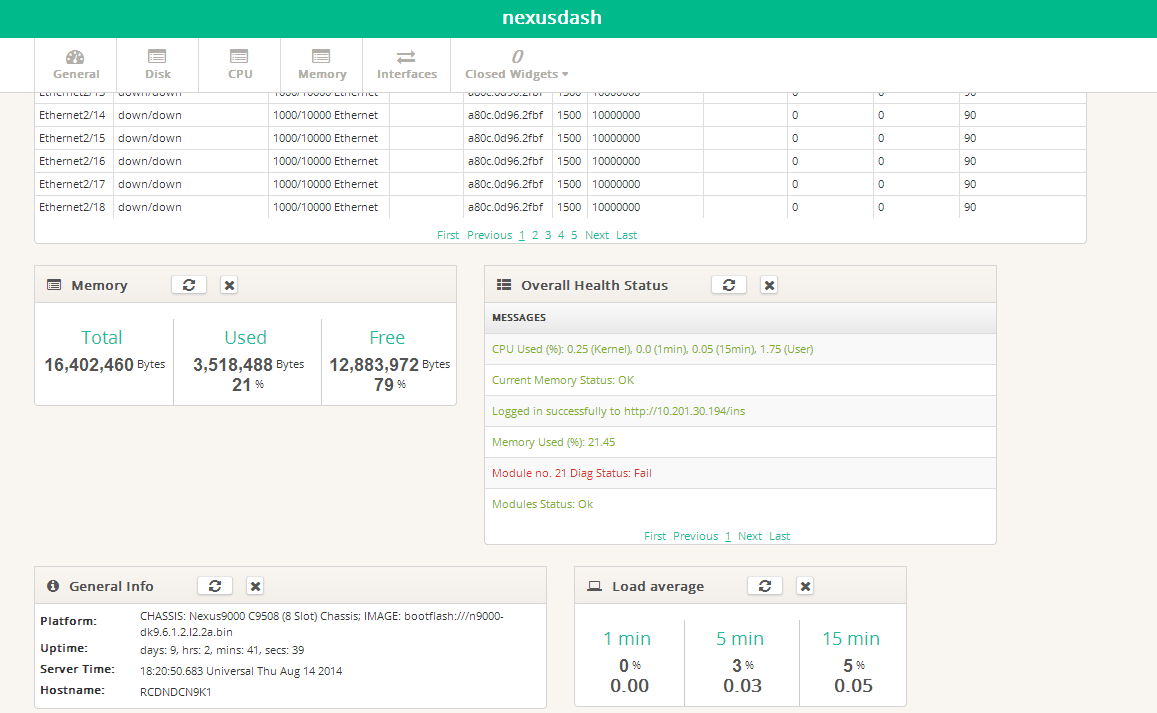 nexusdash
General Disk CPU Memory Interfaces 0 Closed Widgets
Ethernet2/13 down/down 1000/10000 Ethernet a80c.0d96.2fbf 1500 10000000 0 0 90
Ethernet2/14 down/down 1000/10000 Ethernet a80c.0d96.2fbf 1500 10000000 0 0 90
Ethernet2/15 down/down 1000/10000 Ethernet a80c.0d96.2fbf 1500 10000000 0 0 90
Ethernet2/16 down/down 1000/10000 Ethernet a80c.0d96.2fbf 1500 10000000 0 0 90
Ethernet2/17 down/down 1000/10000 Ethernet a80c.0d96.2fbf 1500 10000000 0 0 90
Ethernet2/18 down/down 1000/10000 Ethernet a80c.0d96.2fbf 1500 10000000 0 0 90
First Previous 1 2 3 4 5 Next Last
Memory
Total Used Free
16,402,460 Bytes 3,518,488 Bytes 12,883,972 Bytes
21 % 79 %
Overall Health Status
MESSAGES
CPU Used (%): 0.25 (Kernel), 0.0 (1min), 0.05 (15min), 1.75 (User)
Current Memory Status: OK
Logged in successfully to http://10.201.30.194/ins
Memory Used (%): 21.45
Module no. 21 Diag Status: Fail
Modules Status: Ok
First Previous 1 Next Last
General Info
Platform: CHASSIS: Nexus9000 C9508 (8 Slot) Chassis; IMAGE: bootflash:///n9000-
dk9.6.1.2.I2.2a.bin
Uptime: days: 9, hrs: 2, mins: 41, secs: 39
Server Time: 18:20:50.683 Universal Thu Aug 14 2014
Hostname: RCDNDCN9K1
Load average
1 min 5 min 15 min
0 % 3 % 5 %
0.00 0.03 0.05